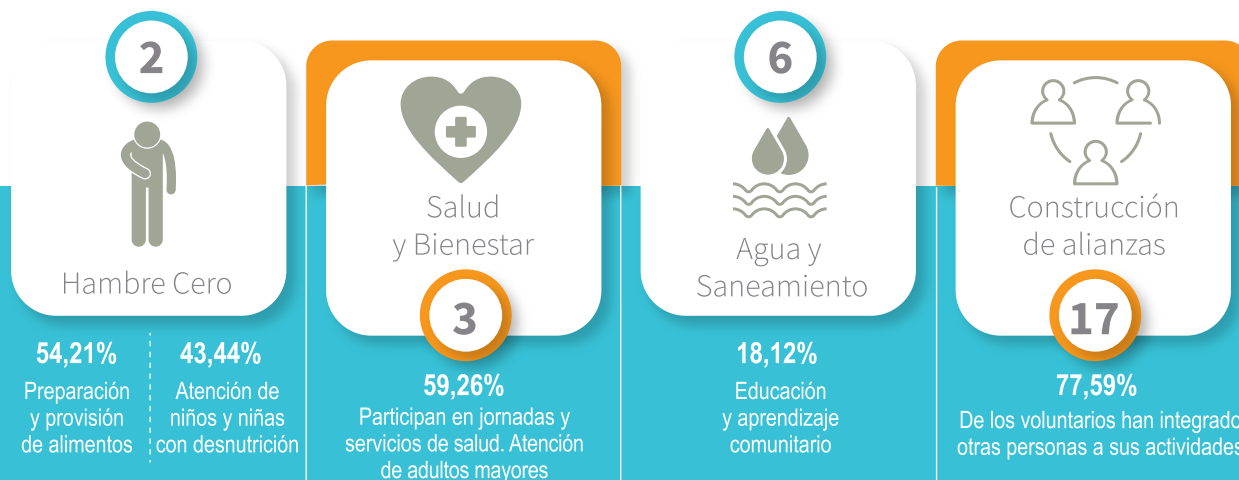 2
Hambre Cero
54,21%
Preparación
y provisión
de alimentos
43,44%
Atención de
niños y niñas
con desnutrición
Salud
y Bienestar
3
59,26%
Participan en jornadas y
servicios de salud. Atención
de adultos mayores
6
Agua y
Saneamiento
18,12%
Educación
y aprendizaje
comunitario
Construcción
de alianzas
17
77,59%
De los voluntarios han integrado
otras personas a sus actividades